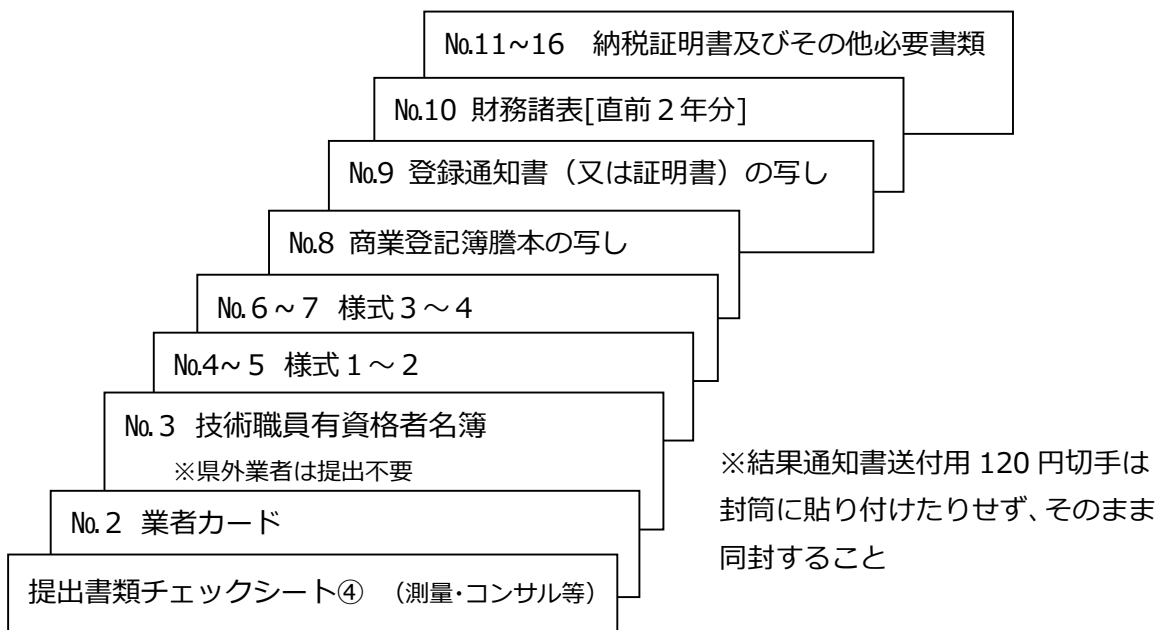 №11~16　納税証明書及びその他必要書類
№10 財務諸表[直前２年分]
№9 登録通知書（又は証明書）の写し
№8 商業登記簿謄本の写し
№６~７ 様式３～４
№4~５ 様式１～２
№３ 技術職員有資格者名簿
※県外業者は提出不要
№２ 業者カード
提出書類チェックシート④　（測量・コンサル等）
※結果通知書送付用 120 円切手は
封筒に貼り付けたりせず、そのまま
同封すること